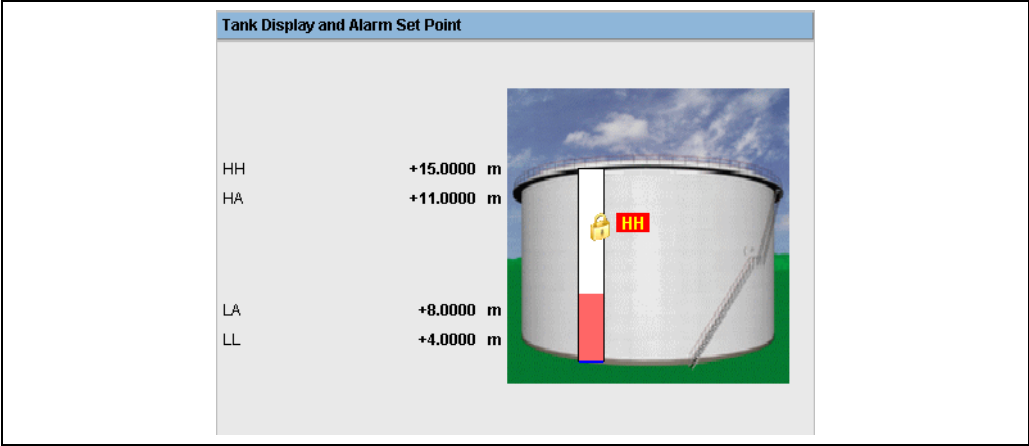 Tank Display and Alarm Set Point
HH +15.0000 m
HA +11.0000 m
HH
LA +8.0000 m
LL +4.0000 m